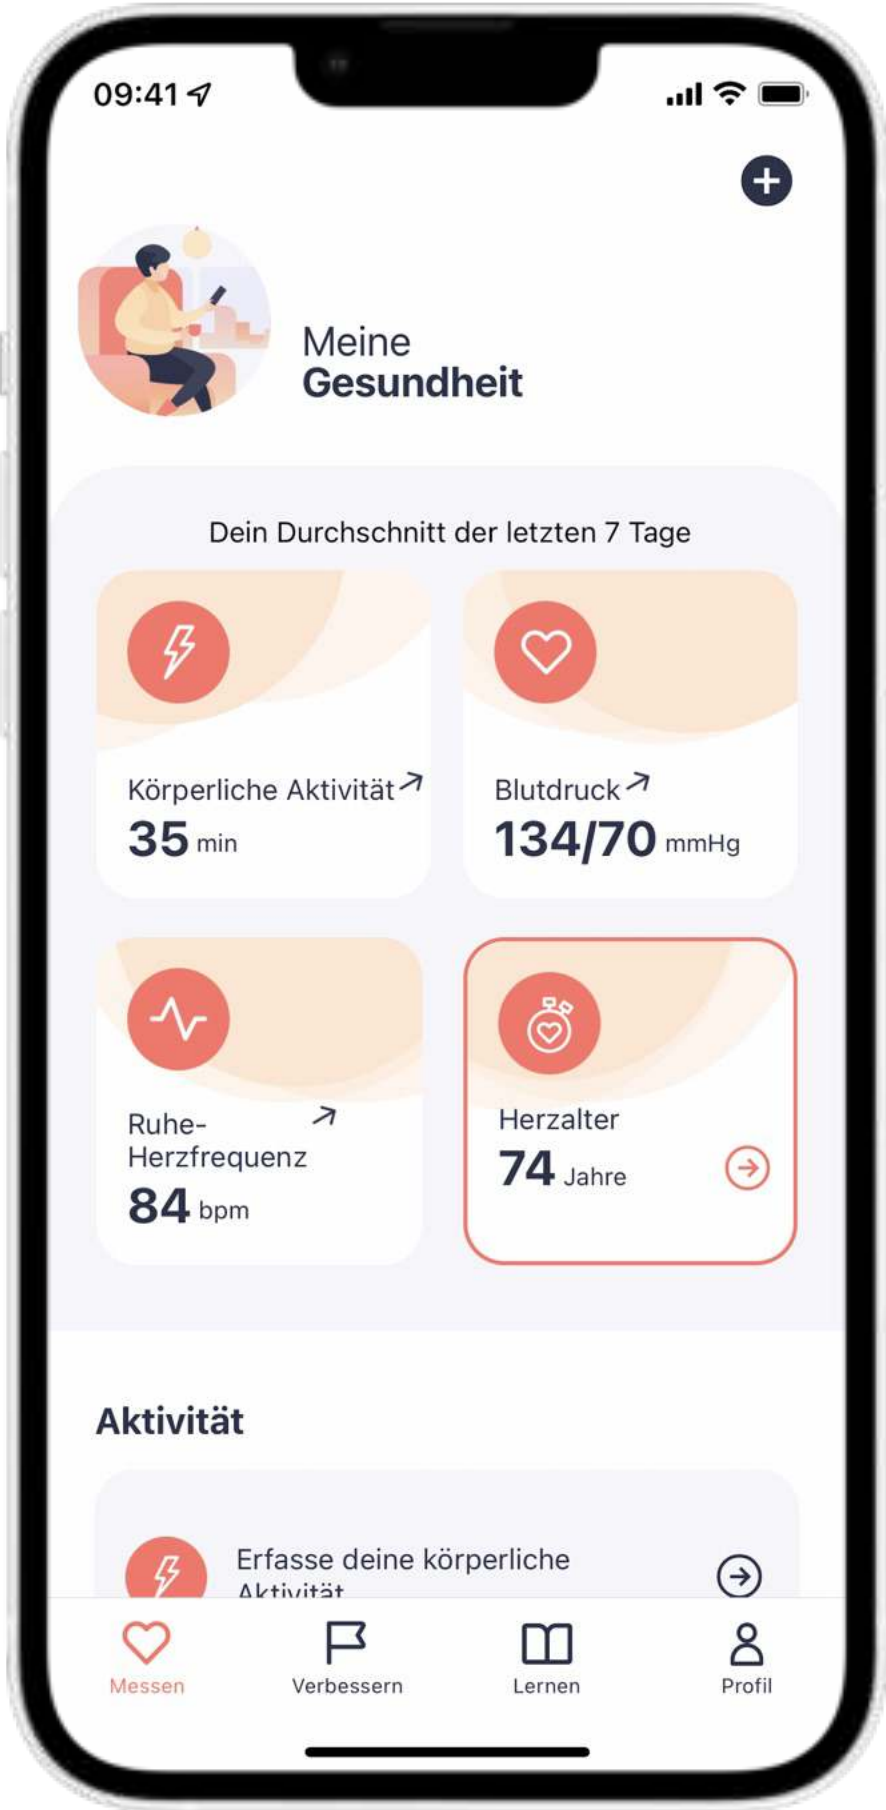 09:41
Meine
Gesundheit
Dein Durchschnitt der letzten 7 Tage
Körperliche Aktivität
35 min
Blutdruck
134/70 mmHg
Ruhe-
Herzfrequenz
84 bpm
Herzalter
74 Jahre
Aktivität
Erfasse deine körperliche
Aktivität
Messen
Verbessern
Lernen
Profil